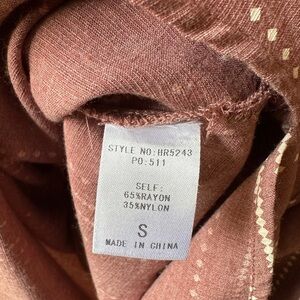 STYLE NO:HR5243
PO:511
SELF:
65%RAYON
35%NYLON
S
MADE IN CHINA